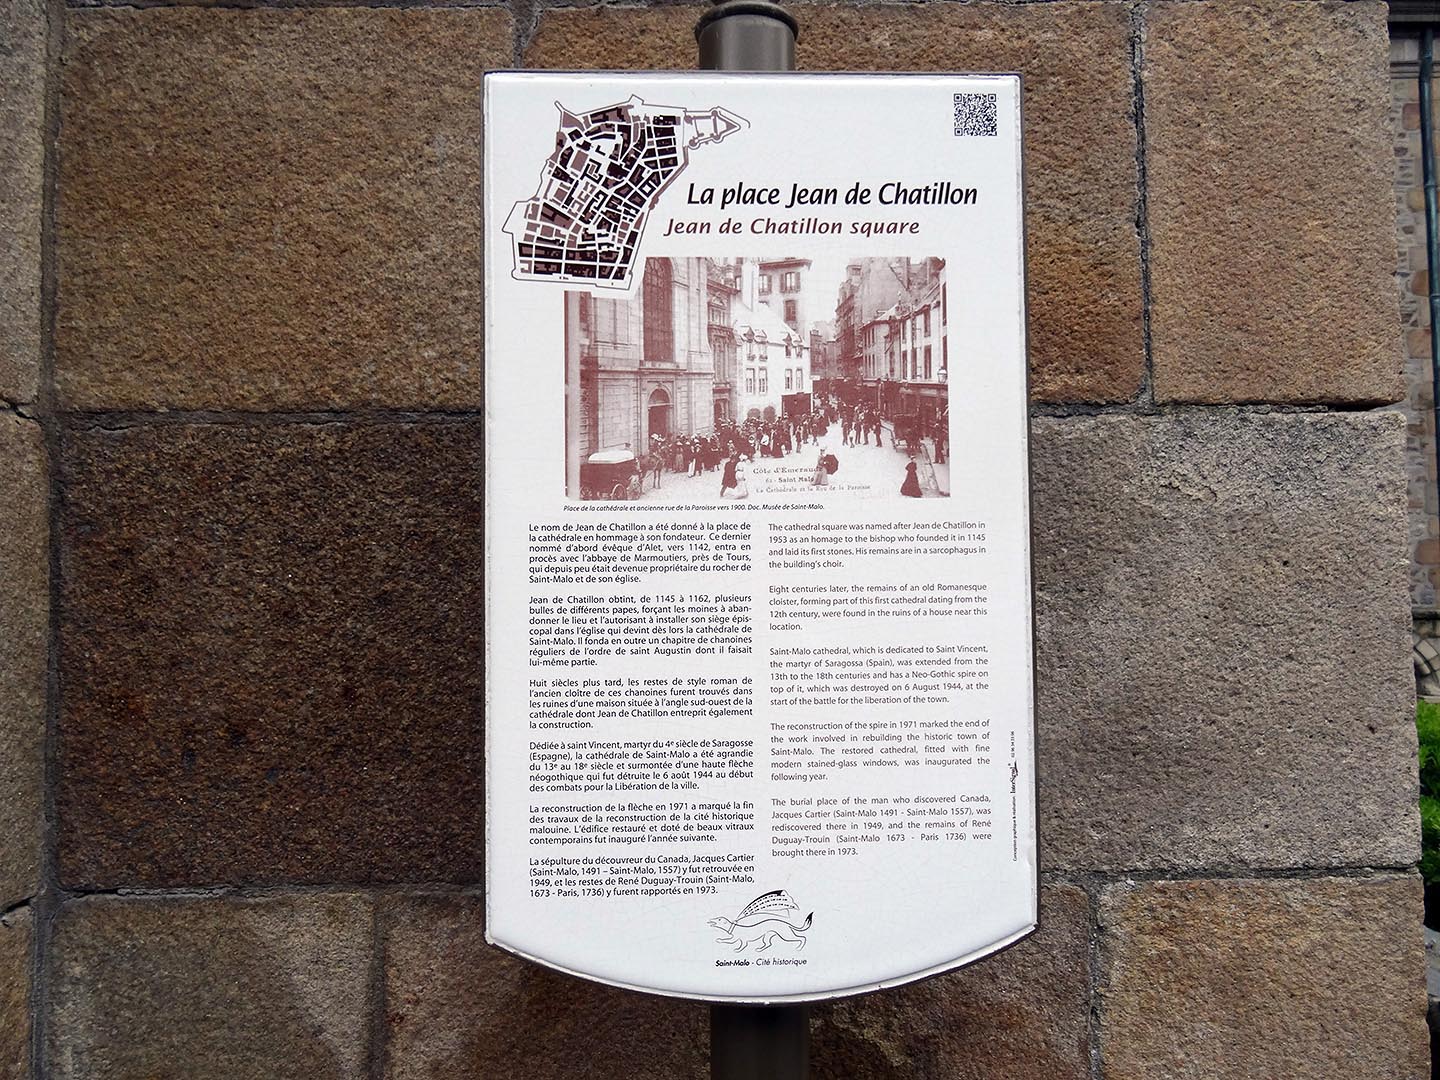 La place Jean de Chatillon
Jean de Chatillon square
Côte d'Emeraude
61 - Saint Malo
La Cathédrale et la Rue de la Paroisse
Place de la cathédrale et ancienne rue de la Paroisse vers 1900. Doc. Musée de Saint-Malo.
Le nom de Jean de Chatillon a été donné à la place de
la cathédrale en hommage à son fondateur. Ce dernier
nommé d'abord évêque d'Alet, vers 1142, entra en
procès avec l'abbaye de Marmoutiers, près de Tours,
qui depuis peu était devenue propriétaire du rocher de
Saint-Malo et de son église.
Jean de Chatillon obtint, de 1145 à 1162, plusieurs
bulles de différents papes, forçant les moines à aban-
donner le lieu et l'autorisant à installer son siège épis-
copal dans l'église qui devint dès lors la cathédrale de
Saint-Malo. Il fonda en outre un chapitre de chanoines
réguliers de l'ordre de saint Augustin dont il faisait
lui-même partie.
Huit siècles plus tard, les restes de style roman de
l'ancien cloître de ces chanoines furent trouvés dans
les ruines d'une maison située à l'angle sud-ouest de la
cathédrale dont Jean de Chatillon entreprit également
la construction.
Dédiée à saint Vincent, martyr du 4e siècle de Saragosse
(Espagne), la cathédrale de Saint-Malo a été agrandie
du 13e au 18e siècle et surmontée d'une haute flèche
néogothique qui fut détruite le 6 août 1944 au début
des combats pour la Libération de la ville.
La reconstruction de la flèche en 1971 a marqué la fin
des travaux de la reconstruction de la cité historique
malouine. L'édifice restauré et doté de beaux vitraux
contemporains fut inauguré l'année suivante.
La sépulture du découvreur du Canada, Jacques Cartier
(Saint-Malo, 1491 – Saint-Malo, 1557) y fut retrouvée en
1949, et les restes de René Duguay-Trouin (Saint-Malo,
1673 - Paris, 1736) y furent rapportés en 1973.
The cathedral square was named after Jean de Chatillon in
1953 as an homage to the bishop who founded it in 1145
and laid its first stones. His remains are in a sarcophagus in
the building's choir.
Eight centuries later, the remains of an old Romanesque
cloister, forming part of this first cathedral dating from the
12th century, were found in the ruins of a house near this
location.
Saint-Malo cathedral, which is dedicated to Saint Vincent,
the martyr of Saragossa (Spain), was extended from the
13th to the 18th centuries and has a Neo-Gothic spire on
top of it, which was destroyed on 6 August 1944, at the
start of the battle for the liberation of the town.
The reconstruction of the spire in 1971 marked the end of
the work involved in rebuilding the historic town of
Saint-Malo. The restored cathedral, fitted with fine
modern stained-glass windows, was inaugurated the
following year.
The burial place of the man who discovered Canada,
Jacques Cartier (Saint-Malo 1491 - Saint-Malo 1557), was
rediscovered there in 1949, and the remains of René
Duguay-Trouin (Saint-Malo 1673 - Paris 1736) were
brought there in 1973.
Conception graphique & réalisation :
Saint-Malo - Cité historique